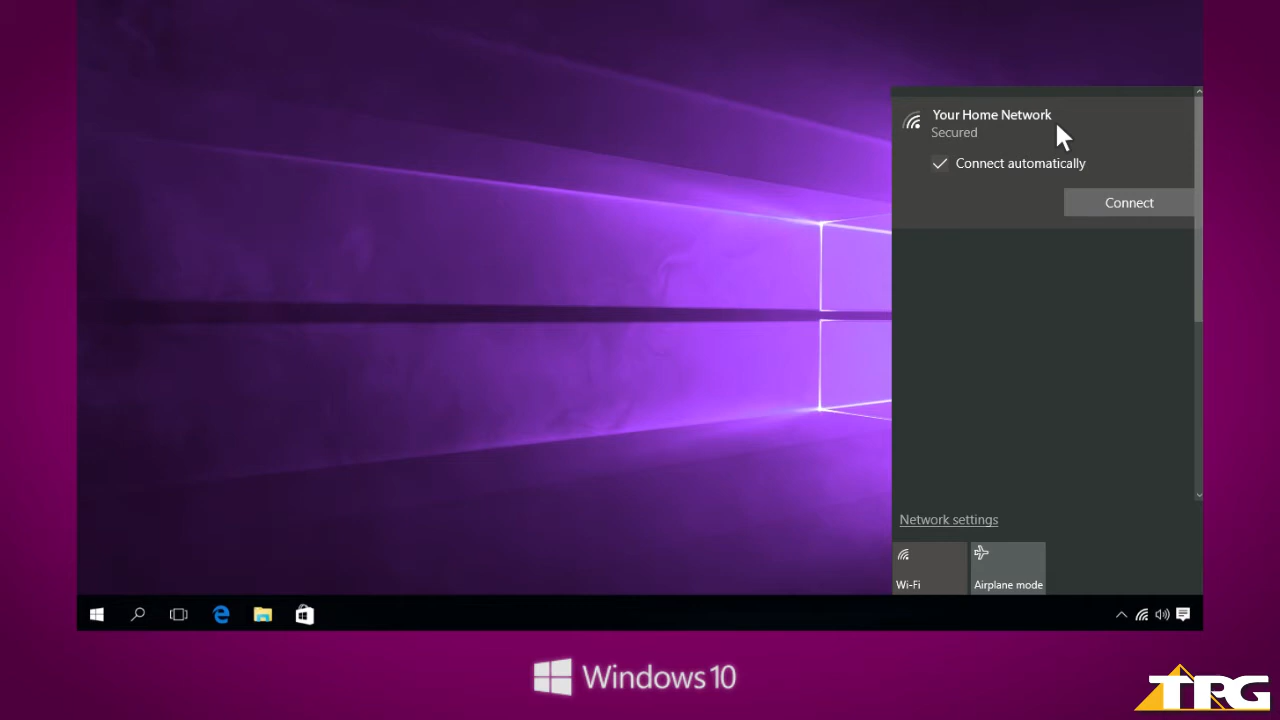 Your Home Network
Secured
Connect automatically
Connect
Network settings
Wi-Fi
Airplane mode
Windows 10
TPG